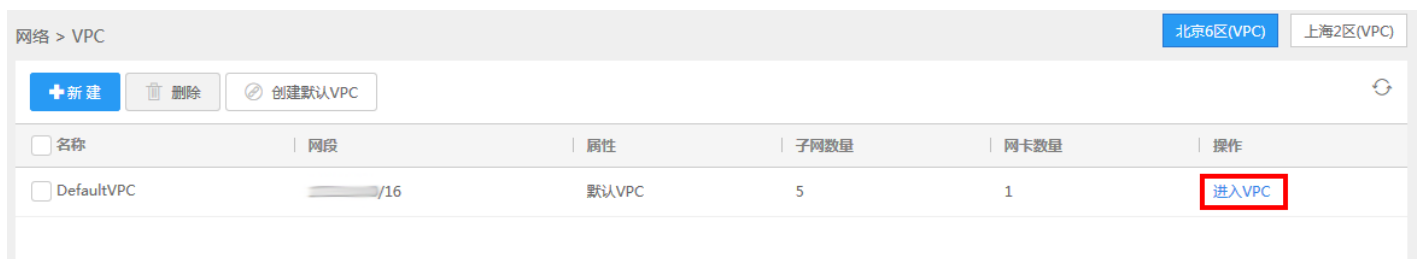 网络 > VPC
北京6区(VPC) 上海2区(VPC)
新建 删除 创建默认VPC
名称 网段 属性 子网数量 网卡数量 操作
DefaultVPC /16 默认VPC 5 1 进入VPC